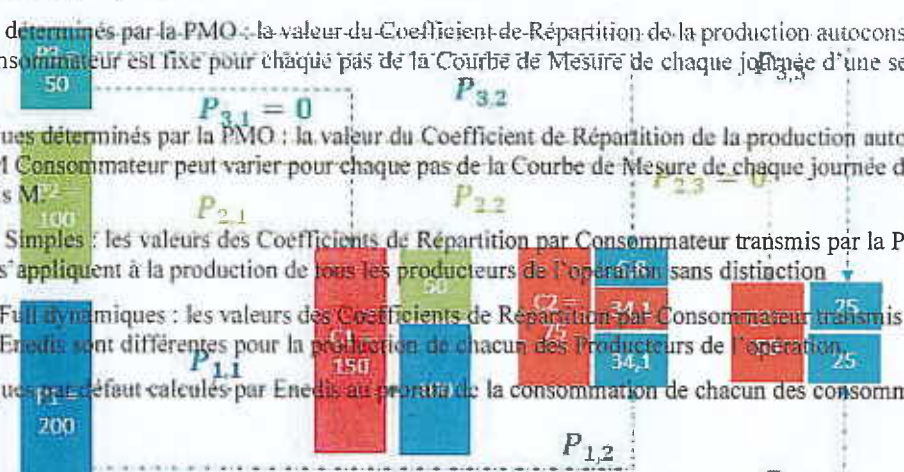 déterminés par la PMO : la valeur du Coefficient de Répartition de la production autocons
nsommateur est fixe pour chaque pas de la Courbe de Mesure de chaque journée d'une se
50
P3,1 = 0
P3,2
P3,3
ues déterminés par la PMO : la valeur du Coefficient de Répartition de la production auto
M Consommateur peut varier pour chaque pas de la Courbe de Mesure de chaque journée d
s M.
100
P2,1
P2,2
P2,3 = 0
Simples : les valeurs des Coefficients de Répartition par Consommateur transmis par la P
s'appliquent à la production de tous les producteurs de l'opération sans distinction
50
C2 =
75
34,1
25
Full dynamiques : les valeurs des Coefficients de Répartition par Consommateur transmis
Enedis sont différentes pour la production de chacun des Producteurs de l'opération.
P1,1
150
34,1
25
ues par défaut calculés par Enedis au prorata de la consommation de chacun des consomm
200
P1,2